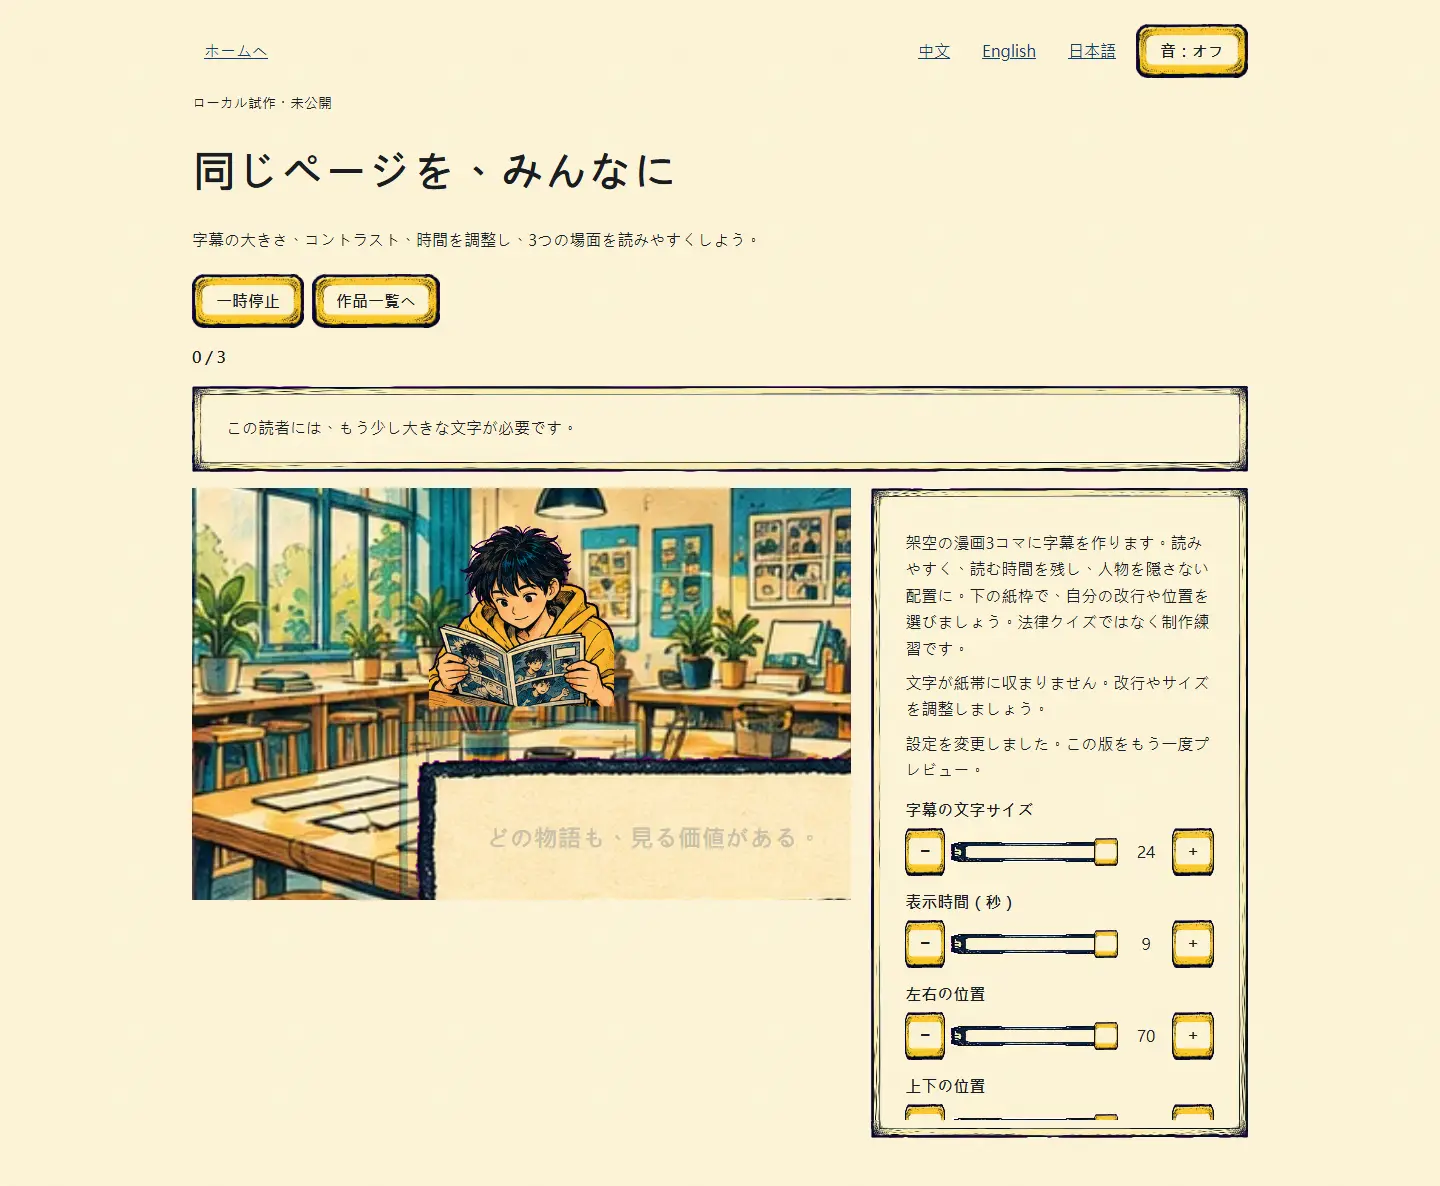 ホームへ
中文 English 日本語 音：オフ
ローカル試作・未公開
同じページを、みんなに
字幕の大きさ、コントラスト、時間を調整し、3つの場面を読みやすくしよう。
一時停止 作品一覧へ
0 / 3
この読者には、もう少し大きな文字が必要です。
どの物語も、見る価値がある。
架空の漫画3コマに字幕を作ります。読み
やすく、読む時間を残し、人物を隠さない
配置に。下の紙枠で、自分の改行や位置を
選びましょう。法律クイズではなく制作練
習です。
文字が紙帯に収まりません。改行やサイズ
を調整しましょう。
設定を変更しました。この版をもう一度プ
レビュー。
字幕の文字サイズ
− 24 +
表示時間（秒）
− 9 +
左右の位置
− 70 +
上下の位置